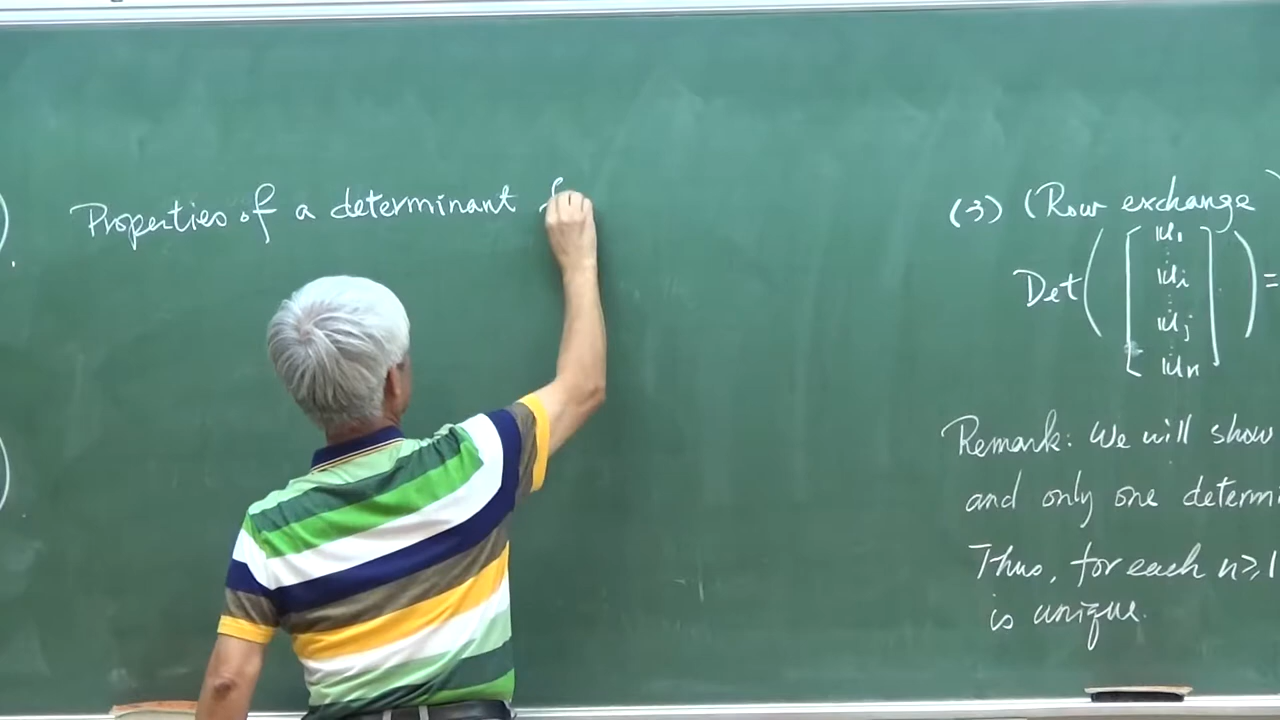 Properties of a determinant f
(3) (Row exchange)
Det( [ u₁
⋮
uᵢ
⋮
uⱼ
⋮
uₙ ] ) =
Remark: We will show
and only one determi
Thus, for each n≥1
is unique.